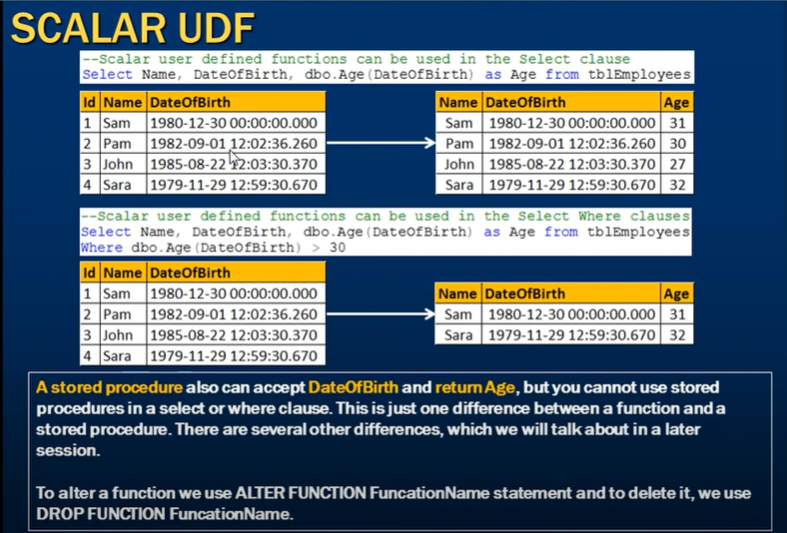 SCALAR UDF
--Scalar user defined functions can be used in the Select clause
Select Name, DateOfBirth, dbo.Age(DateOfBirth) as Age from tblEmployees
Id Name DateOfBirth
1 Sam 1980-12-30 00:00:00.000
2 Pam 1982-09-01 12:02:36.260
3 John 1985-08-22 12:03:30.370
4 Sara 1979-11-29 12:59:30.670
Name DateOfBirth Age
Sam 1980-12-30 00:00:00.000 31
Pam 1982-09-01 12:02:36.260 30
John 1985-08-22 12:03:30.370 27
Sara 1979-11-29 12:59:30.670 32
--Scalar user defined functions can be used in the Select Where clauses
Select Name, DateOfBirth, dbo.Age(DateOfBirth) as Age from tblEmployees
Where dbo.Age(DateOfBirth) > 30
Id Name DateOfBirth
1 Sam 1980-12-30 00:00:00.000
2 Pam 1982-09-01 12:02:36.260
3 John 1985-08-22 12:03:30.370
4 Sara 1979-11-29 12:59:30.670
Name DateOfBirth Age
Sam 1980-12-30 00:00:00.000 31
Sara 1979-11-29 12:59:30.670 32
A stored procedure also can accept DateOfBirth and return Age, but you cannot use stored
procedures in a select or where clause. This is just one difference between a function and a
stored procedure. There are several other differences, which we will talk about in a later
session.
To alter a function we use ALTER FUNCTION FuncationName statement and to delete it, we use
DROP FUNCTION FuncationName.